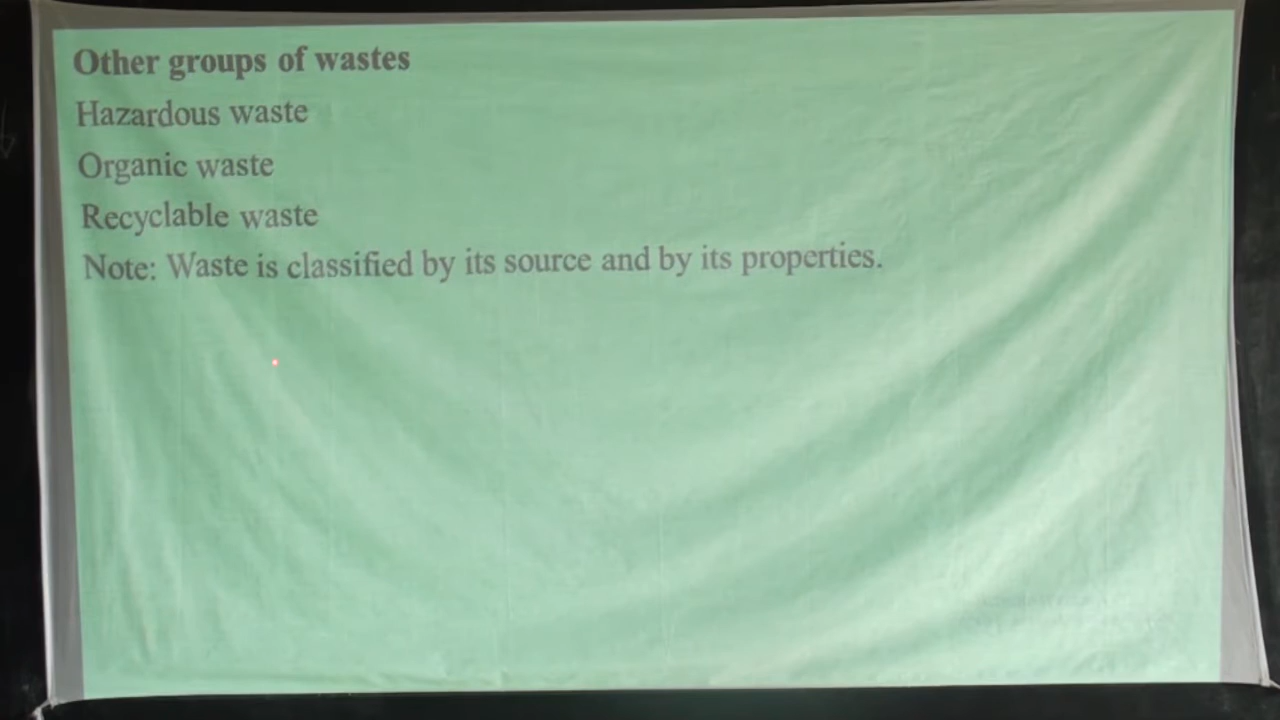 Other groups of wastes
Hazardous waste
Organic waste
Recyclable waste
Note: Waste is classified by its source and by its properties.